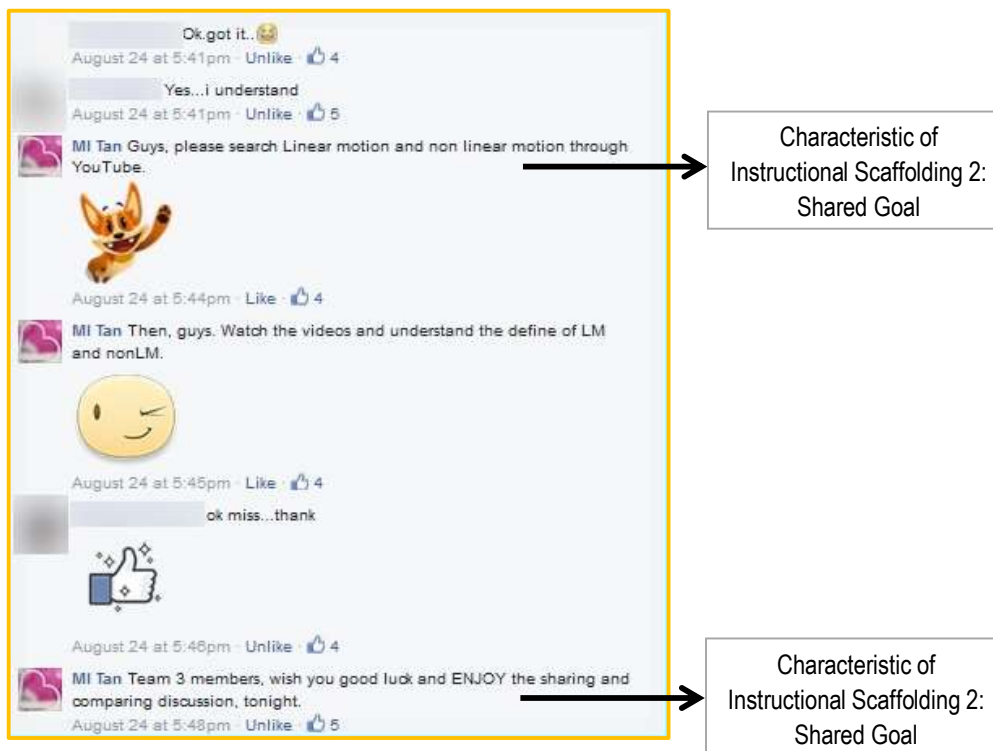 Ok.got it..
August 24 at 5:41pm · Unlike · 4
Yes...i understand
August 24 at 5:41pm · Unlike · 5
MI Tan Guys, please search Linear motion and non linear motion through
YouTube.
August 24 at 5:44pm · Like · 4
MI Tan Then, guys. Watch the videos and understand the define of LM
and nonLM.
August 24 at 5:45pm · Like · 4
ok miss...thank
August 24 at 5:46pm · Unlike · 4
MI Tan Team 3 members, wish you good luck and ENJOY the sharing and
comparing discussion, tonight.
August 24 at 5:48pm · Unlike · 5
Characteristic of
Instructional Scaffolding 2:
Shared Goal
Characteristic of
Instructional Scaffolding 2:
Shared Goal